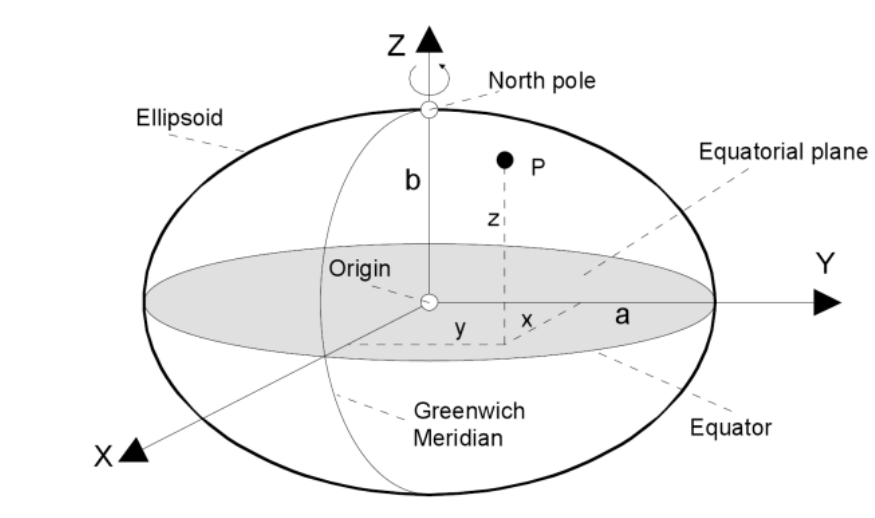 Z
North pole
Ellipsoid
Equatorial plane
b
P
z
Y
Origin
y
x
a
Greenwich
Meridian
Equator
X